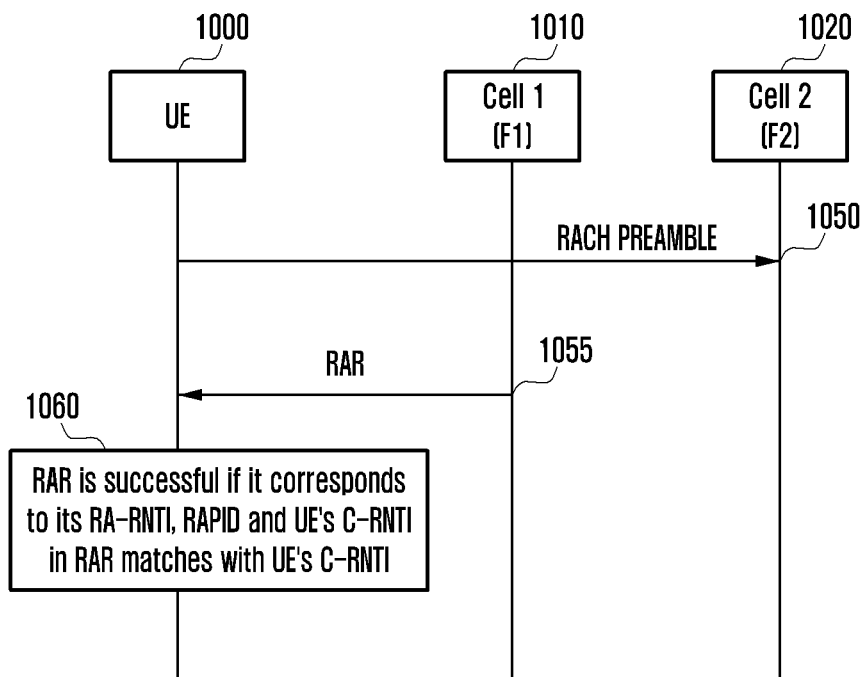 1000
1010
1020
UE
Cell 1
(F1)
Cell 2
(F2)
RACH PREAMBLE
1050
RAR
1055
1060
RAR is successful if it corresponds
to its RA-RNTI, RAPID and UE's C-RNTI
in RAR matches with UE's C-RNTI